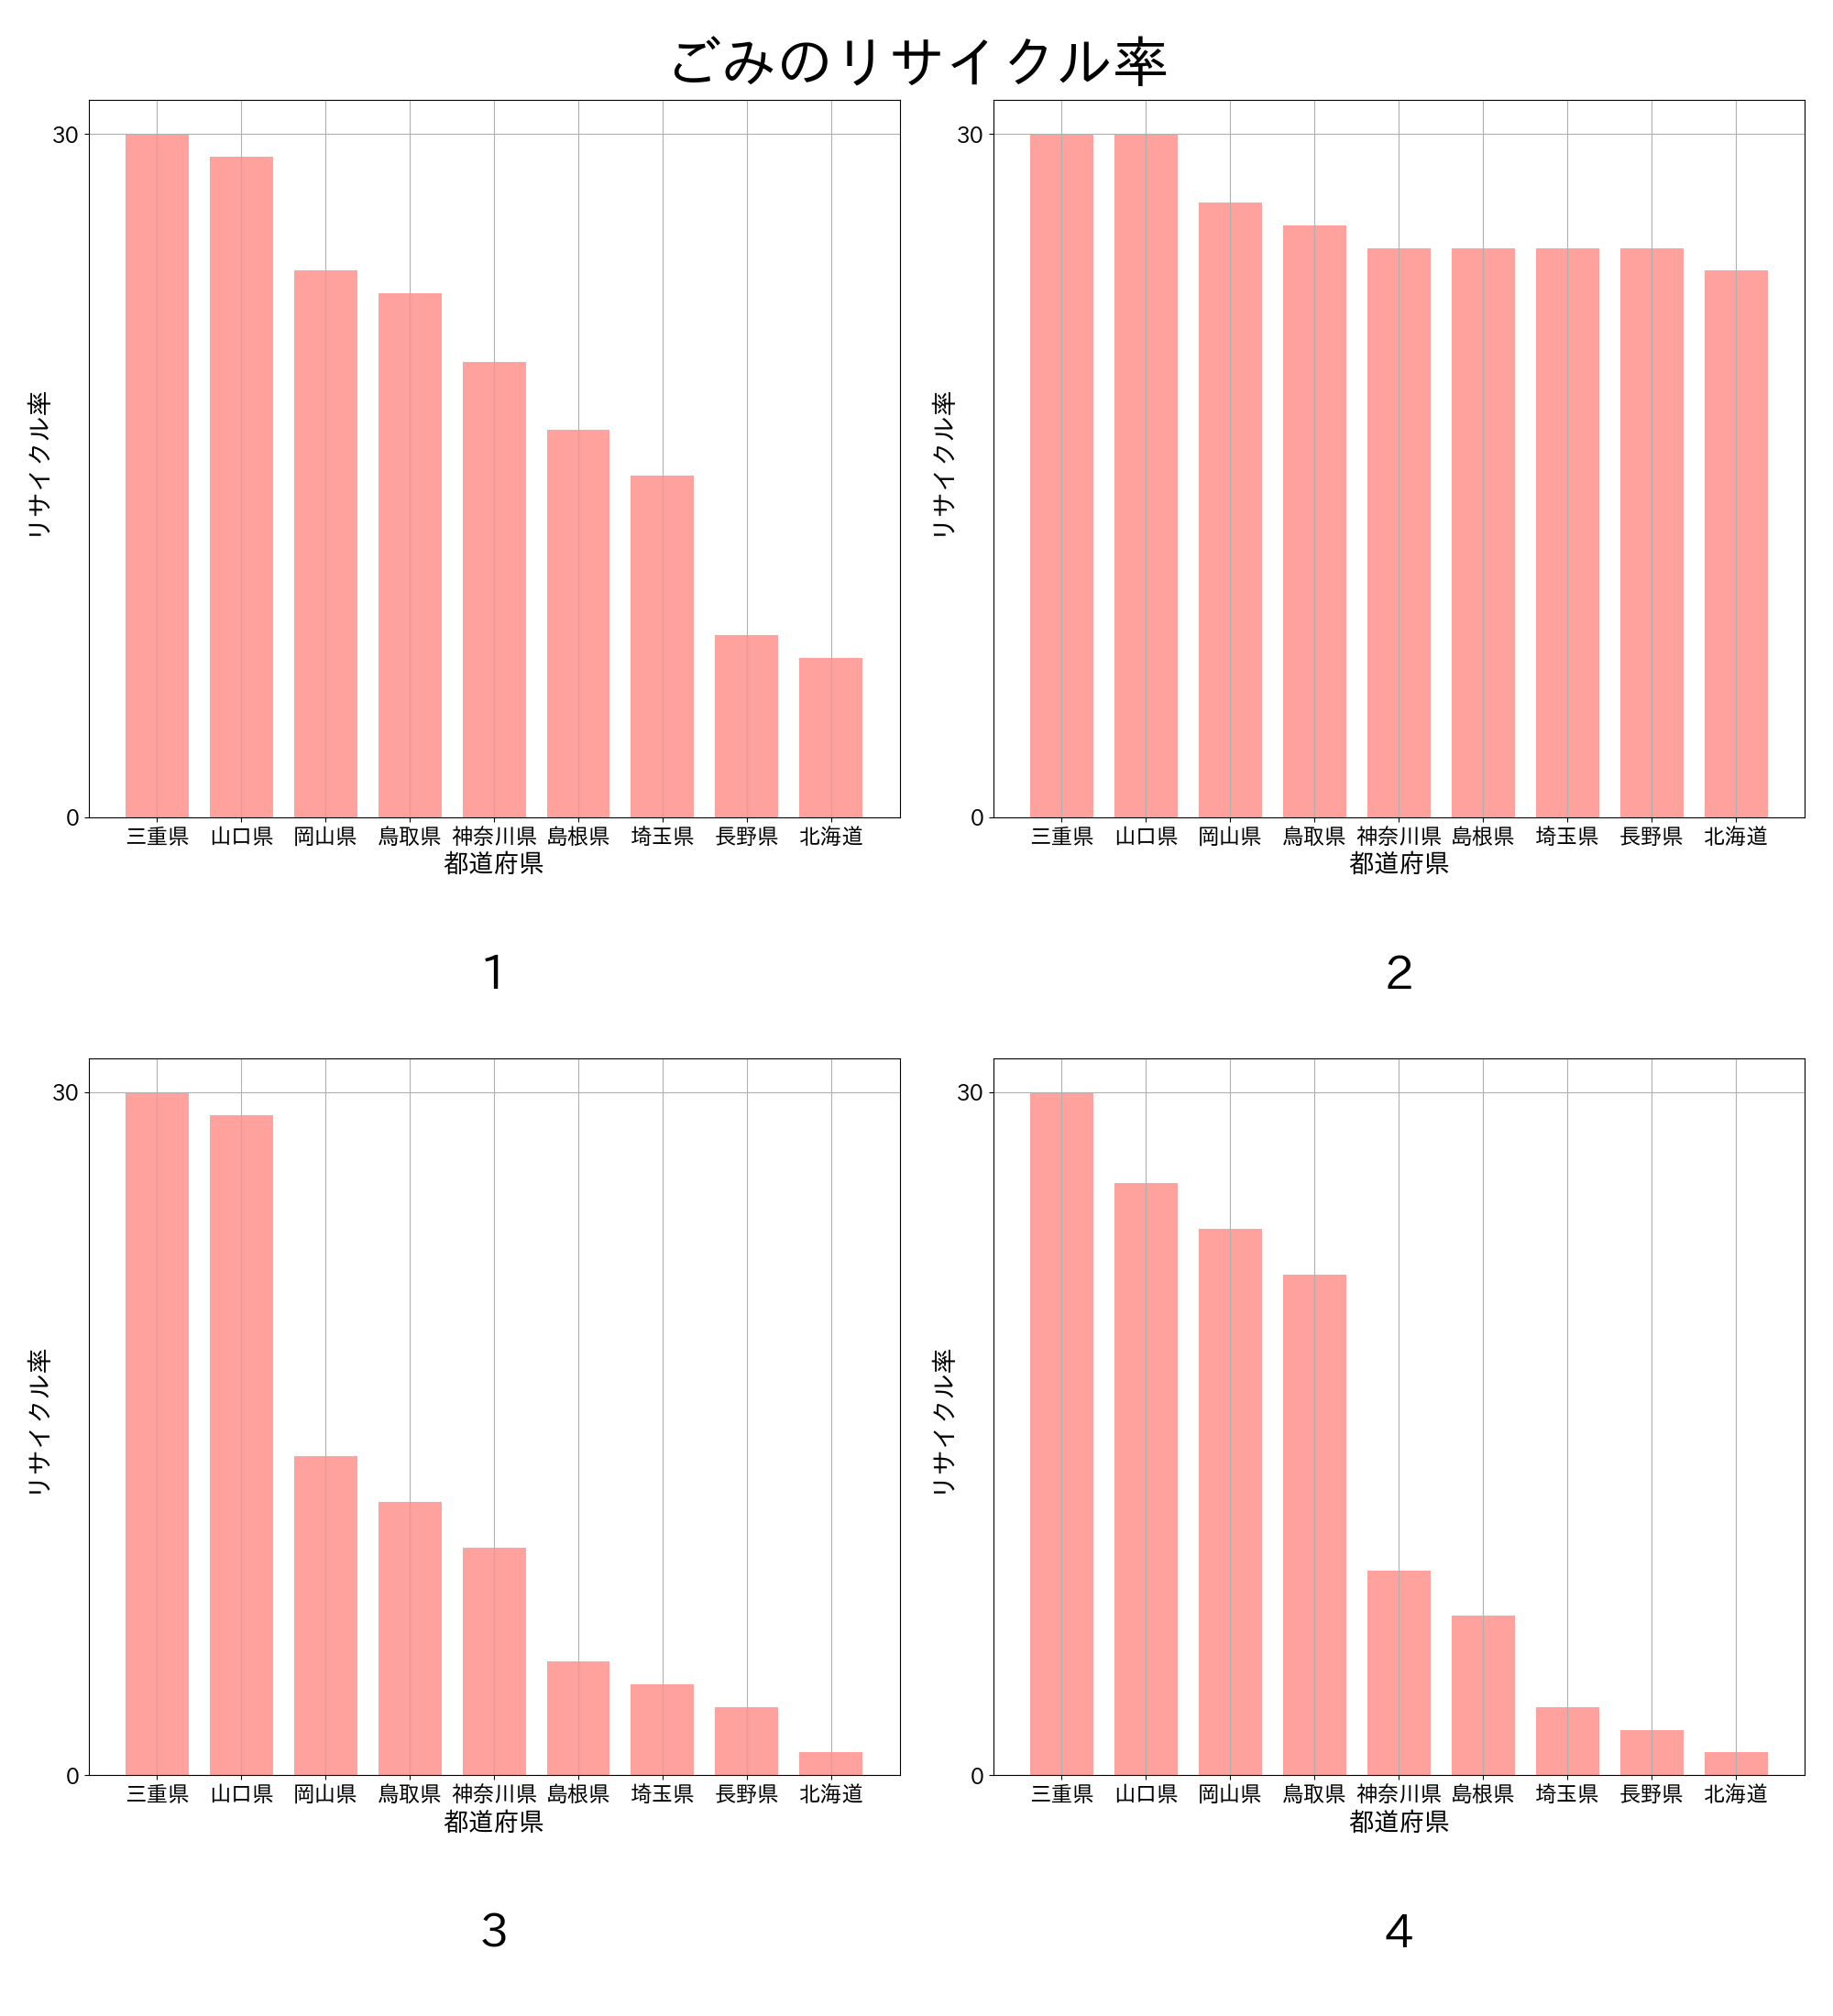 ごみのリサイクル率
30
0
リサイクル率
三重県 山口県 岡山県 鳥取県 神奈川県 島根県 埼玉県 長野県 北海道
都道府県
1
30
0
リサイクル率
三重県 山口県 岡山県 鳥取県 神奈川県 島根県 埼玉県 長野県 北海道
都道府県
2
30
0
リサイクル率
三重県 山口県 岡山県 鳥取県 神奈川県 島根県 埼玉県 長野県 北海道
都道府県
3
30
0
リサイクル率
三重県 山口県 岡山県 鳥取県 神奈川県 島根県 埼玉県 長野県 北海道
都道府県
4